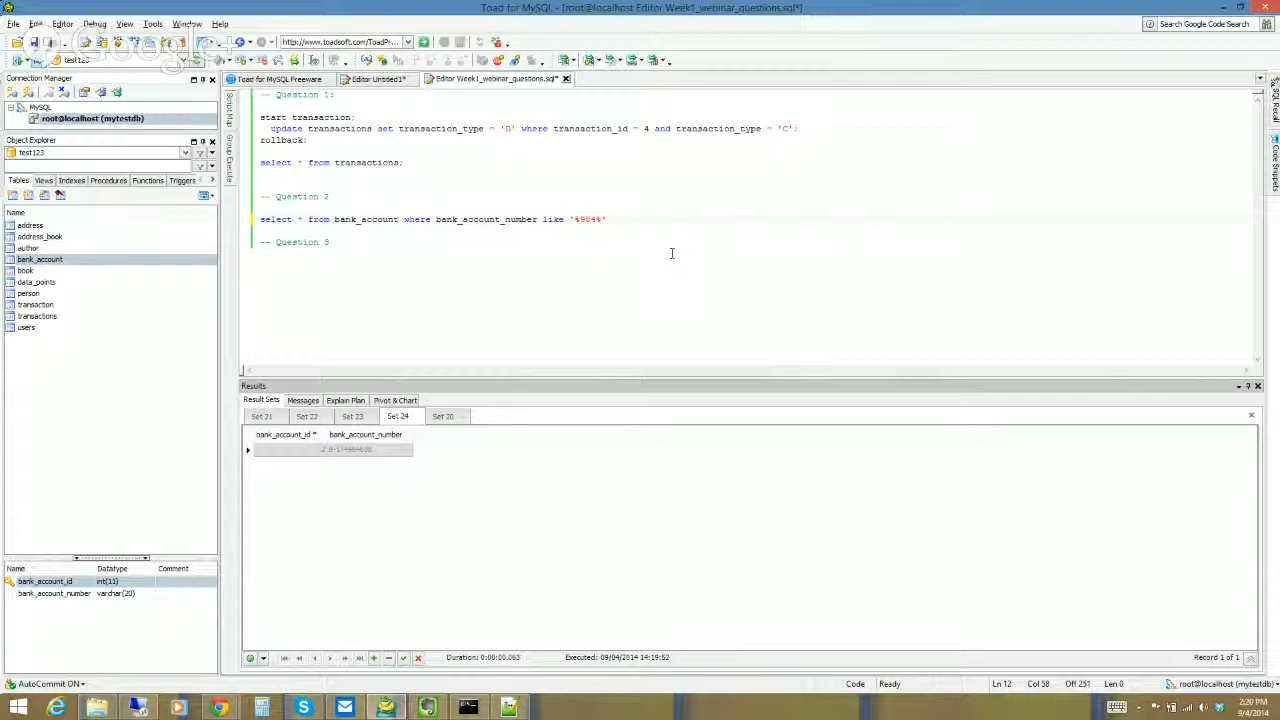 Toad for MySQL - [root@localhost Editor Week1_webinar_questions.sql*]
File Edit Editor Debug View Tools Window Help
Search Google Code Search
Google+
http://www.toadsoft.com/ToadPr...
test123
Connection Manager
MySQL
root@localhost (mytestdb)
Object Explorer
test123
Tables Views Indexes Procedures Functions Triggers
Name
address
address_book
author
bank_account
book
data_points
person
transaction
transactions
users
Name Datatype Comment
bank_account_id int(11)
bank_account_number varchar(20)
Toad for MySQL Freeware Editor Untitled1* Editor Week1_webinar_questions.sql*
Script Map
Group Execute
-- Question 1:
start transaction;
update transactions set transaction_type = 'D' where transaction_id = 4 and transaction_type = 'C';
rollback;
select * from transactions;
-- Question 2
select * from bank_account where bank_account_number like '%984%'
-- Question 3
Results
Result Sets Messages Explain Plan Pivot & Chart
Set 21 Set 22 Set 23 Set 24 Set 20
bank_account_id * bank_account_number
Duration: 0:00:00.063 Executed: 09/04/2014 14:19:52 Record 1 of 1
AutoCommit ON Code Ready Ln 12 Col 58 Off 251 Len 0 root@localhost (mytestdb)
2:20 PM
9/4/2014